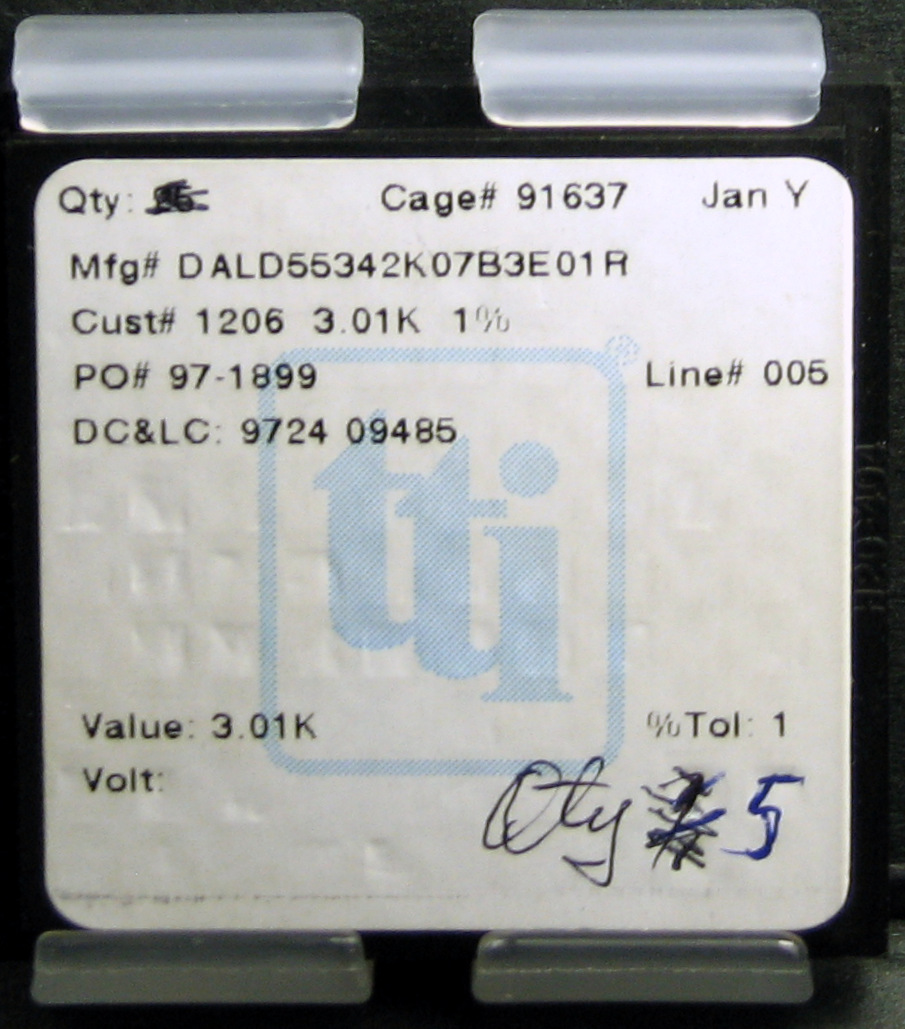 Qty: Cage# 91637 Jan Y
Mfg# DALD55342K07B3E01R
Cust# 1206 3.01K 1%
PO# 97-1899 Line# 005
DC&LC: 9724 09485
tti ®
Value: 3.01K %Tol: 1
Volt:
Qty 5